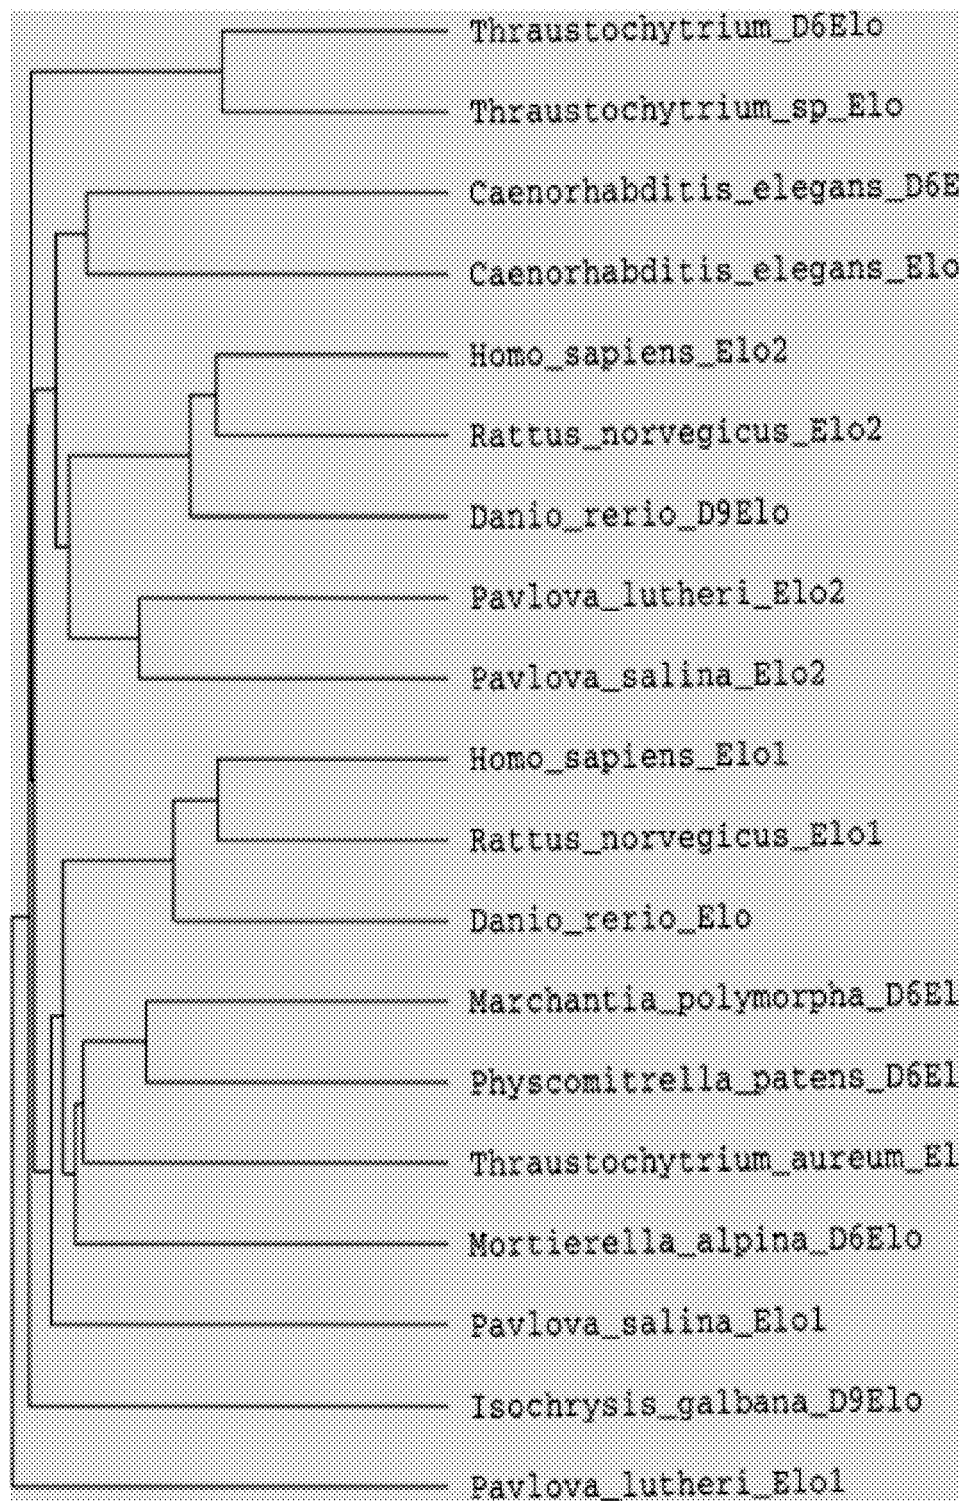 Thraustochytrium_D6Elo
Thraustochytrium_sp_Elo
Caenorhabditis_elegans_D6E
Caenorhabditis_elegans_Elo
Homo_sapiens_Elo2
Rattus_norvegicus_Elo2
Danio_rerio_D9Elo
Pavlova_lutheri_Elo2
Pavlova_salina_Elo2
Homo_sapiens_Elo1
Rattus_norvegicus_Elo1
Danio_rerio_Elo
Marchantia_polymorpha_D6El
Physcomitrella_patens_D6El
Thraustochytrium_aureum_El
Mortierella_alpina_D6Elo
Pavlova_salina_Elo1
Isochrysis_galbana_D9Elo
Pavlova_lutheri_Elo1